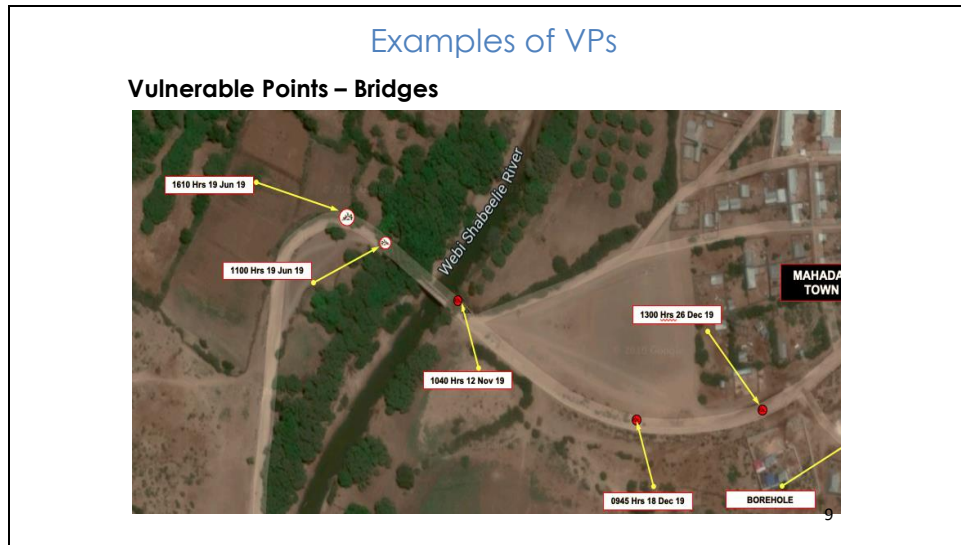 Examples of VPs
Vulnerable Points – Bridges
1610 Hrs 19 Jun 19
Webi Shabeelie River
1100 Hrs 19 Jun 19
MAHADA
TOWN
1300 Hrs 26 Dec 19
1040 Hrs 12 Nov 19
0945 Hrs 18 Dec 19
BOREHOLE
9